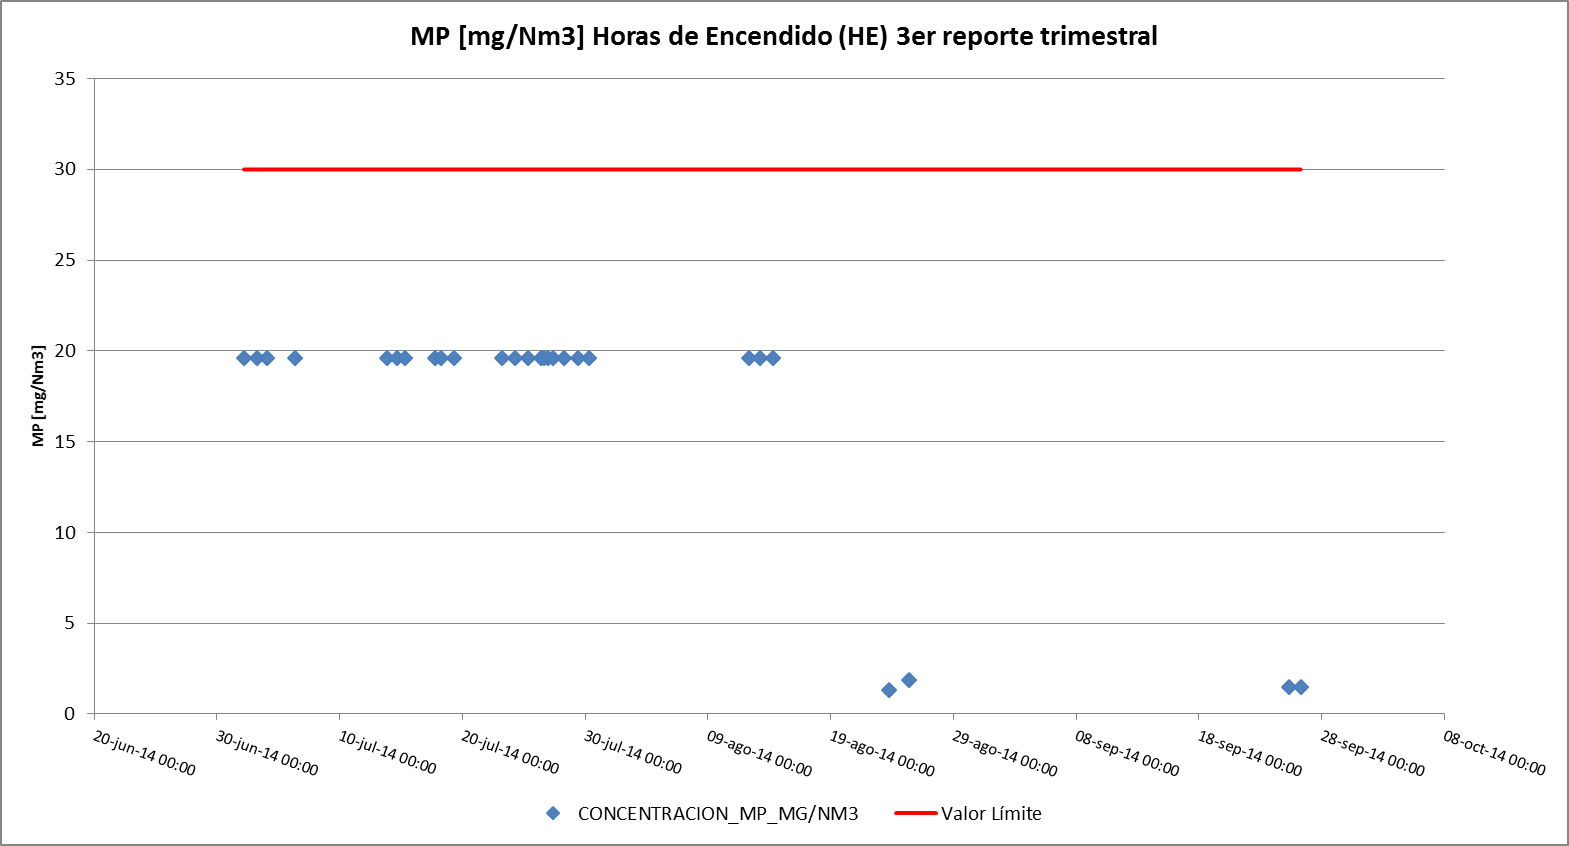 MP [mg/Nm3] Horas de Encendido (HE) 3er reporte trimestral
35
30
25
20
15
10
5
0
MP [mg/Nm3]
20-jun-14 00:00
30-jun-14 00:00
10-jul-14 00:00
20-jul-14 00:00
30-jul-14 00:00
09-ago-14 00:00
19-ago-14 00:00
29-ago-14 00:00
08-sep-14 00:00
18-sep-14 00:00
28-sep-14 00:00
08-oct-14 00:00
CONCENTRACION_MP_MG/NM3
Valor Límite